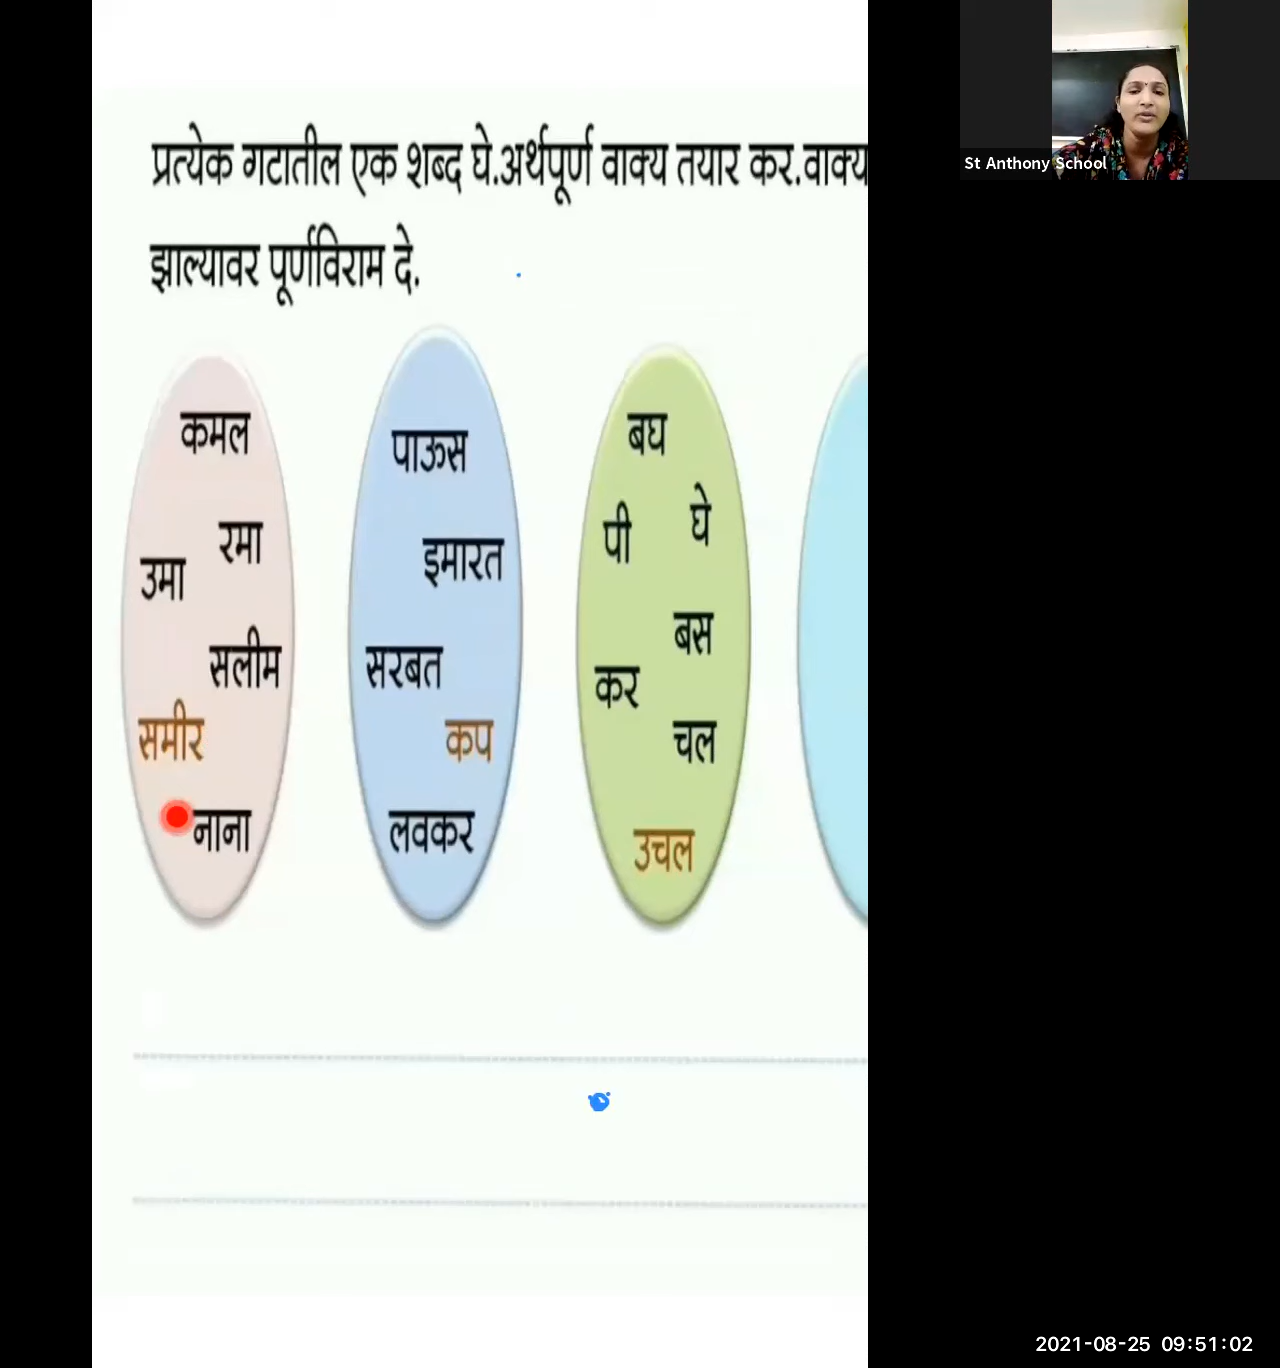 प्रत्येक गटातील एक शब्द घे.अर्थपूर्ण वाक्य तयार कर.वाक्य
झाल्यावर पूर्णविराम दे.
कमल
रमा
उमा
सलीम
समीर
नाना
पाऊस
इमारत
सरबत
कप
लवकर
बघ
घे
पी
बस
कर
चल
उचल
St Anthony School
2021-08-25 09:51:02